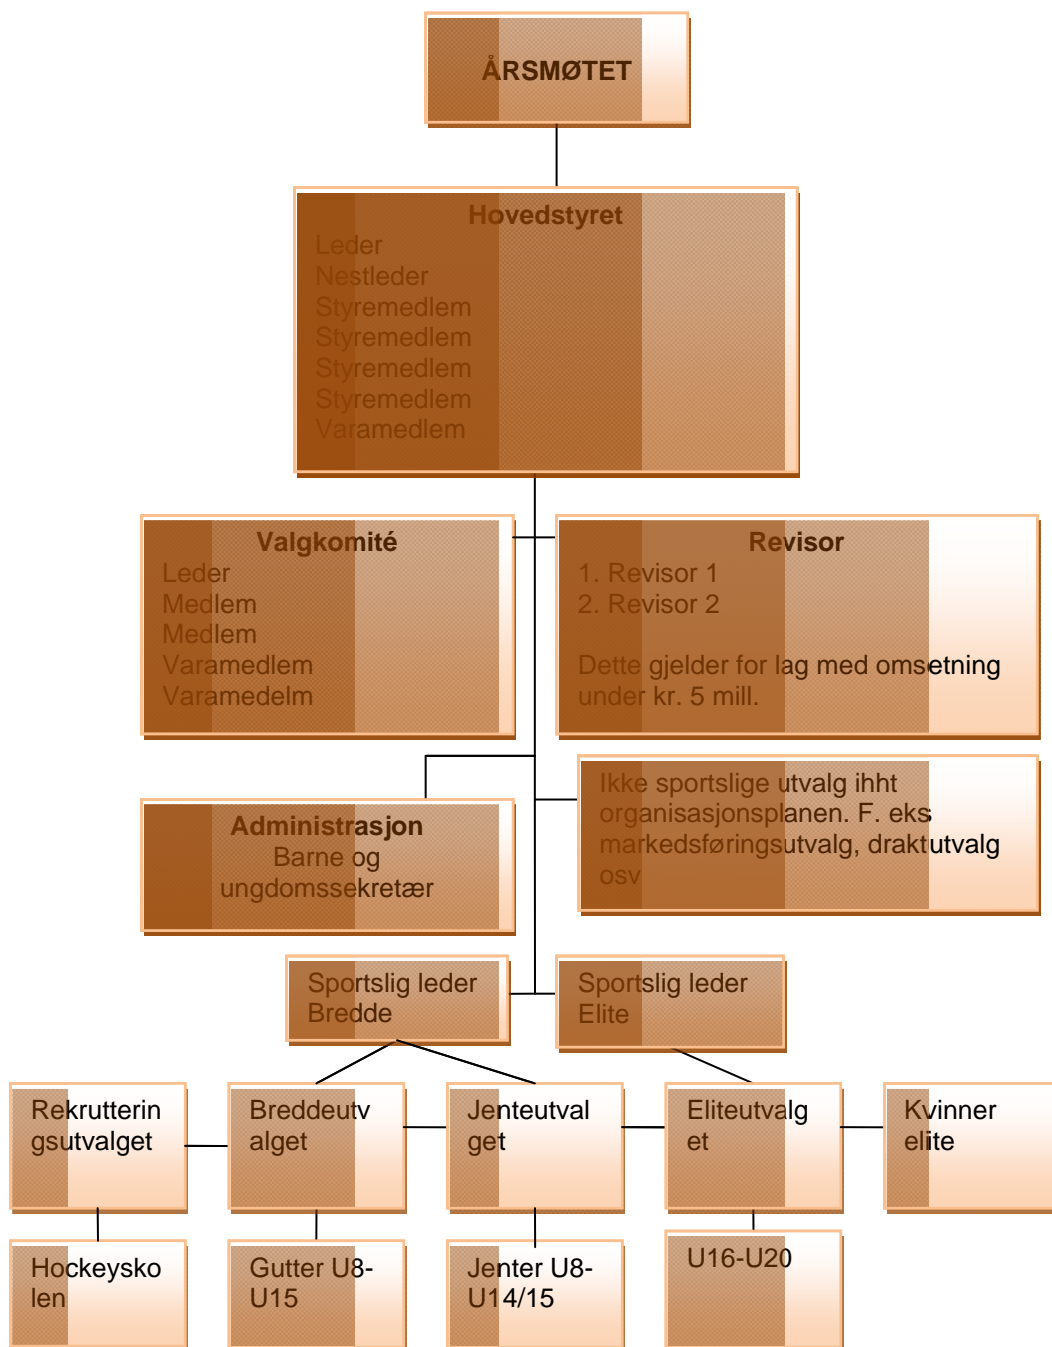 ÅRSMØTET
Hovedstyret
Leder
Nestleder
Styremedlem
Styremedlem
Styremedlem
Styremedlem
Varamedlem
Valgkomité
Leder
Medlem
Medlem
Varamedlem
Varamedelm
Revisor
1. Revisor 1
2. Revisor 2
Dette gjelder for lag med omsetning
under kr. 5 mill.
Administrasjon
Barne og
ungdomssekretær
Ikke sportslige utvalg ihht
organisasjonsplanen. F. eks
markedsføringsutvalg, draktutvalg
osv
Sportslig leder
Bredde
Sportslig leder
Elite
Rekrutterin
gsutvalget
Breddeutv
alget
Jenteutval
get
Eliteutvalg
et
Kvinner
elite
Hockeysko
len
Gutter U8-
U15
Jenter U8-
U14/15
U16-U20